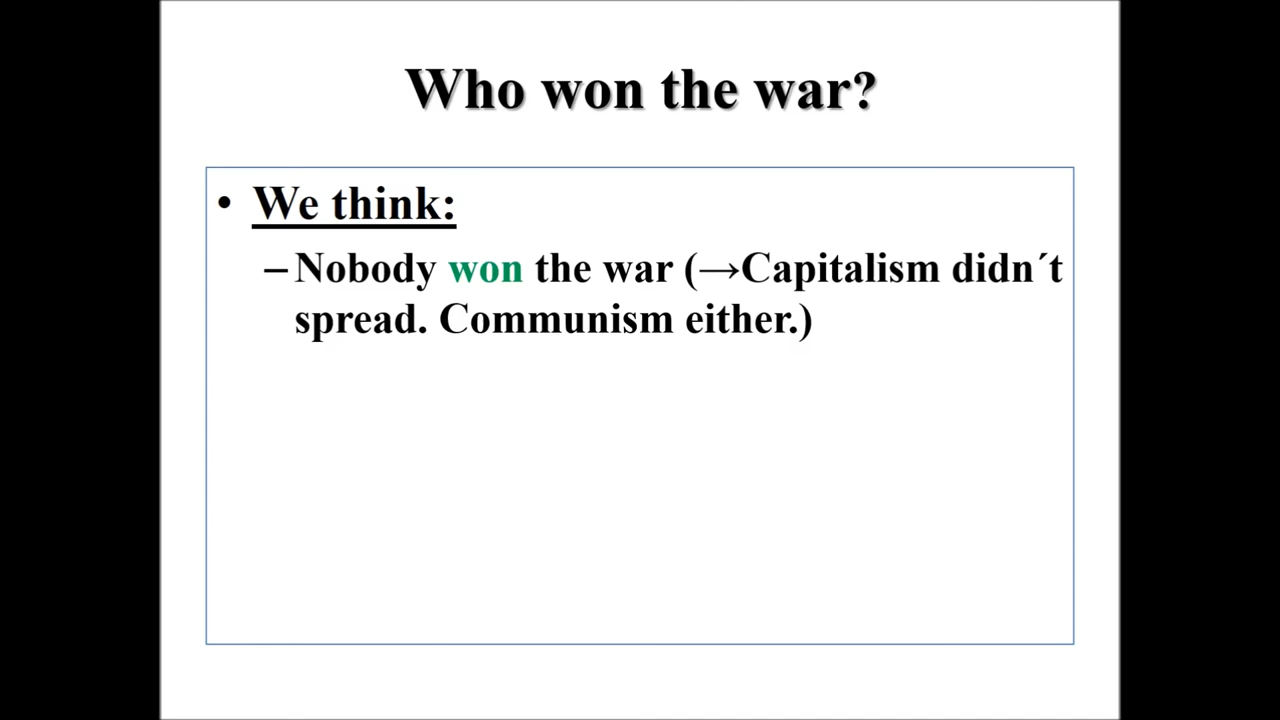 Who won the war?
• We think:
–Nobody won the war (→Capitalism didn´t
spread. Communism either.)